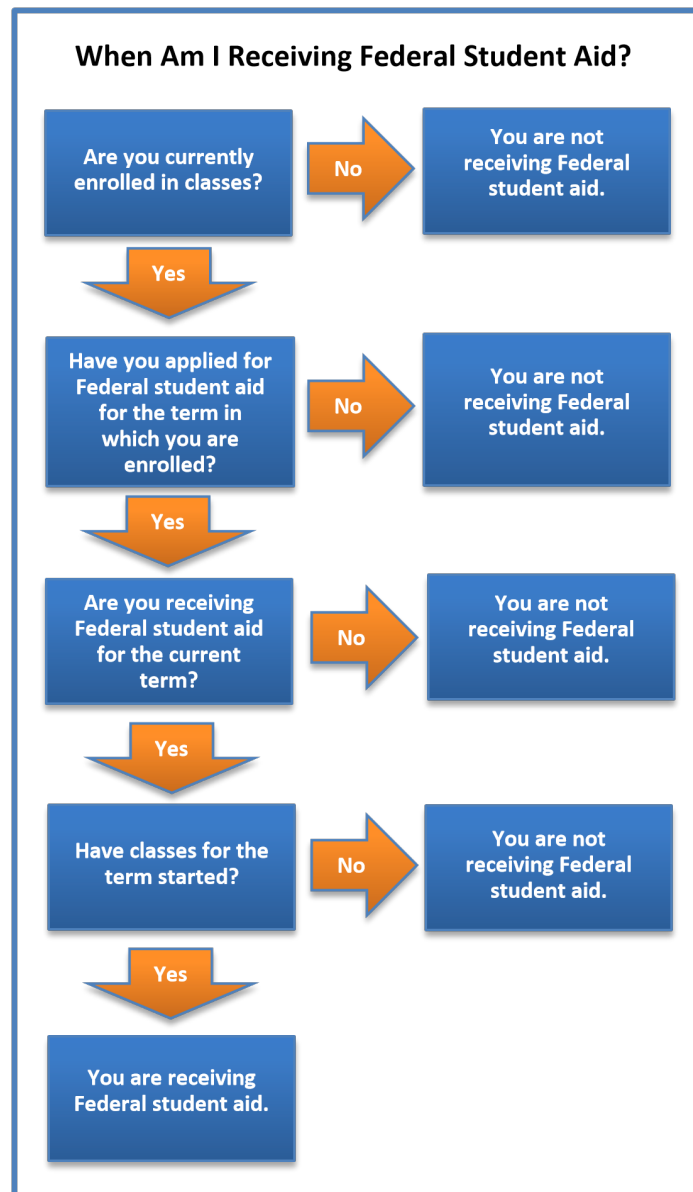 When Am I Receiving Federal Student Aid?
Are you currently
enrolled in classes?
No
You are not
receiving Federal
student aid.
Yes
Have you applied for
Federal student aid
for the term in
which you are
enrolled?
No
You are not
receiving Federal
student aid.
Yes
Are you receiving
Federal student aid
for the current
term?
No
You are not
receiving Federal
student aid.
Yes
Have classes for the
term started?
No
You are not
receiving Federal
student aid.
Yes
You are receiving
Federal student aid.